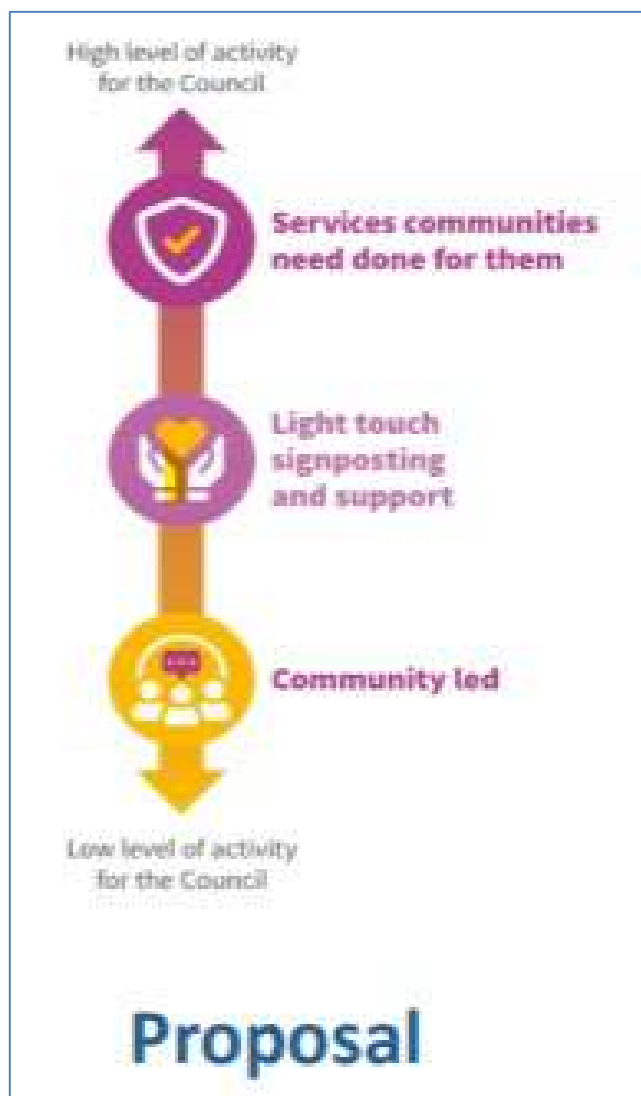 High level of activity
for the Council
Services communities
need done for them
Light touch
signposting
and support
Community led
Low level of activity
for the Council
Proposal